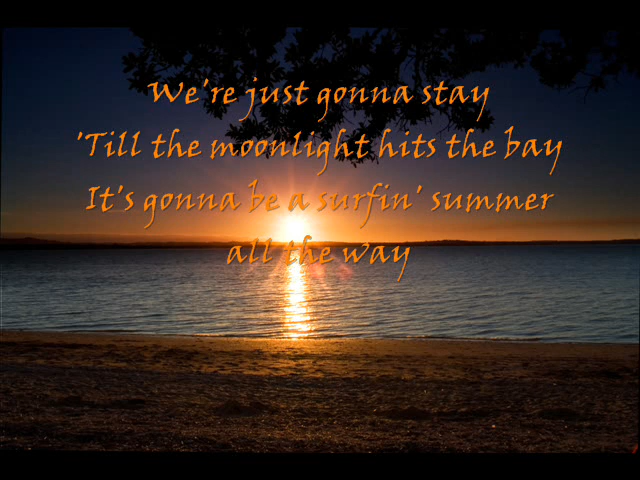 We're just gonna stay
'Till the moonlight hits the bay
It's gonna be a surfin' summer
all the way